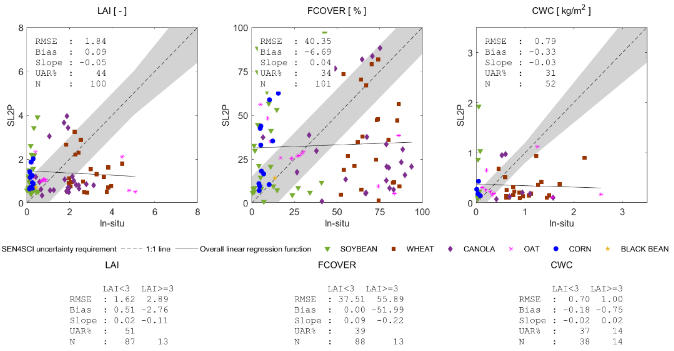 LAI [ - ] FCOVER [ % ] CWC [ kg/m² ]
8
6
4
2
0
0 2 4 6 8
SL2P
In-situ
RMSE : 1.84
Bias : 0.09
Slope : -0.05
UAR% : 44
N : 100
100
75
50
25
0
0 25 50 75 100
SL2P
In-situ
RMSE : 40.35
Bias : -6.69
Slope : 0.04
UAR% : 34
N : 101
3
2
1
0
0 1 2 3
SL2P
In-situ
RMSE : 0.79
Bias : -0.33
Slope : -0.03
UAR% : 31
N : 52
SEN4SCI uncertainty requirement 1:1 line Overall linear regression function SOYBEAN WHEAT CANOLA OAT CORN BLACK BEAN
LAI
LAI<3 LAI>=3
RMSE : 1.62 2.89
Bias : 0.51 -2.76
Slope : 0.02 -0.11
UAR% : 51
N : 87 13
FCOVER
LAI<3 LAI>=3
RMSE : 37.51 55.89
Bias : 0.00 -51.99
Slope : 0.09 -0.22
UAR% : 39
N : 88 13
CWC
LAI<3 LAI>=3
RMSE : 0.70 1.00
Bias : -0.18 -0.75
Slope : -0.02 0.02
UAR% : 37 14
N : 38 14